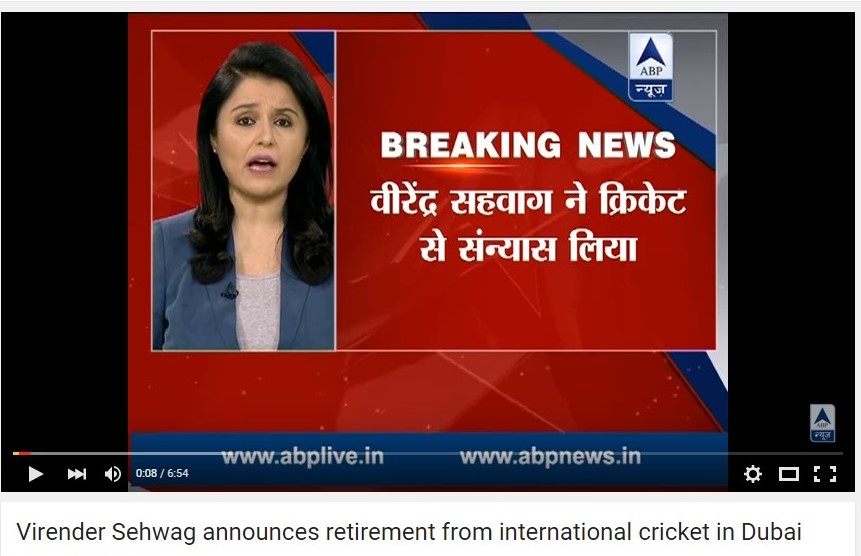 ABP
न्यूज़
BREAKING NEWS
वीरेंद्र सहवाग ने क्रिकेट
से संन्यास लिया
ABP
न्यूज़
www.abplive.in www.abpnews.in
0:08 / 6:54
Virender Sehwag announces retirement from international cricket in Dubai